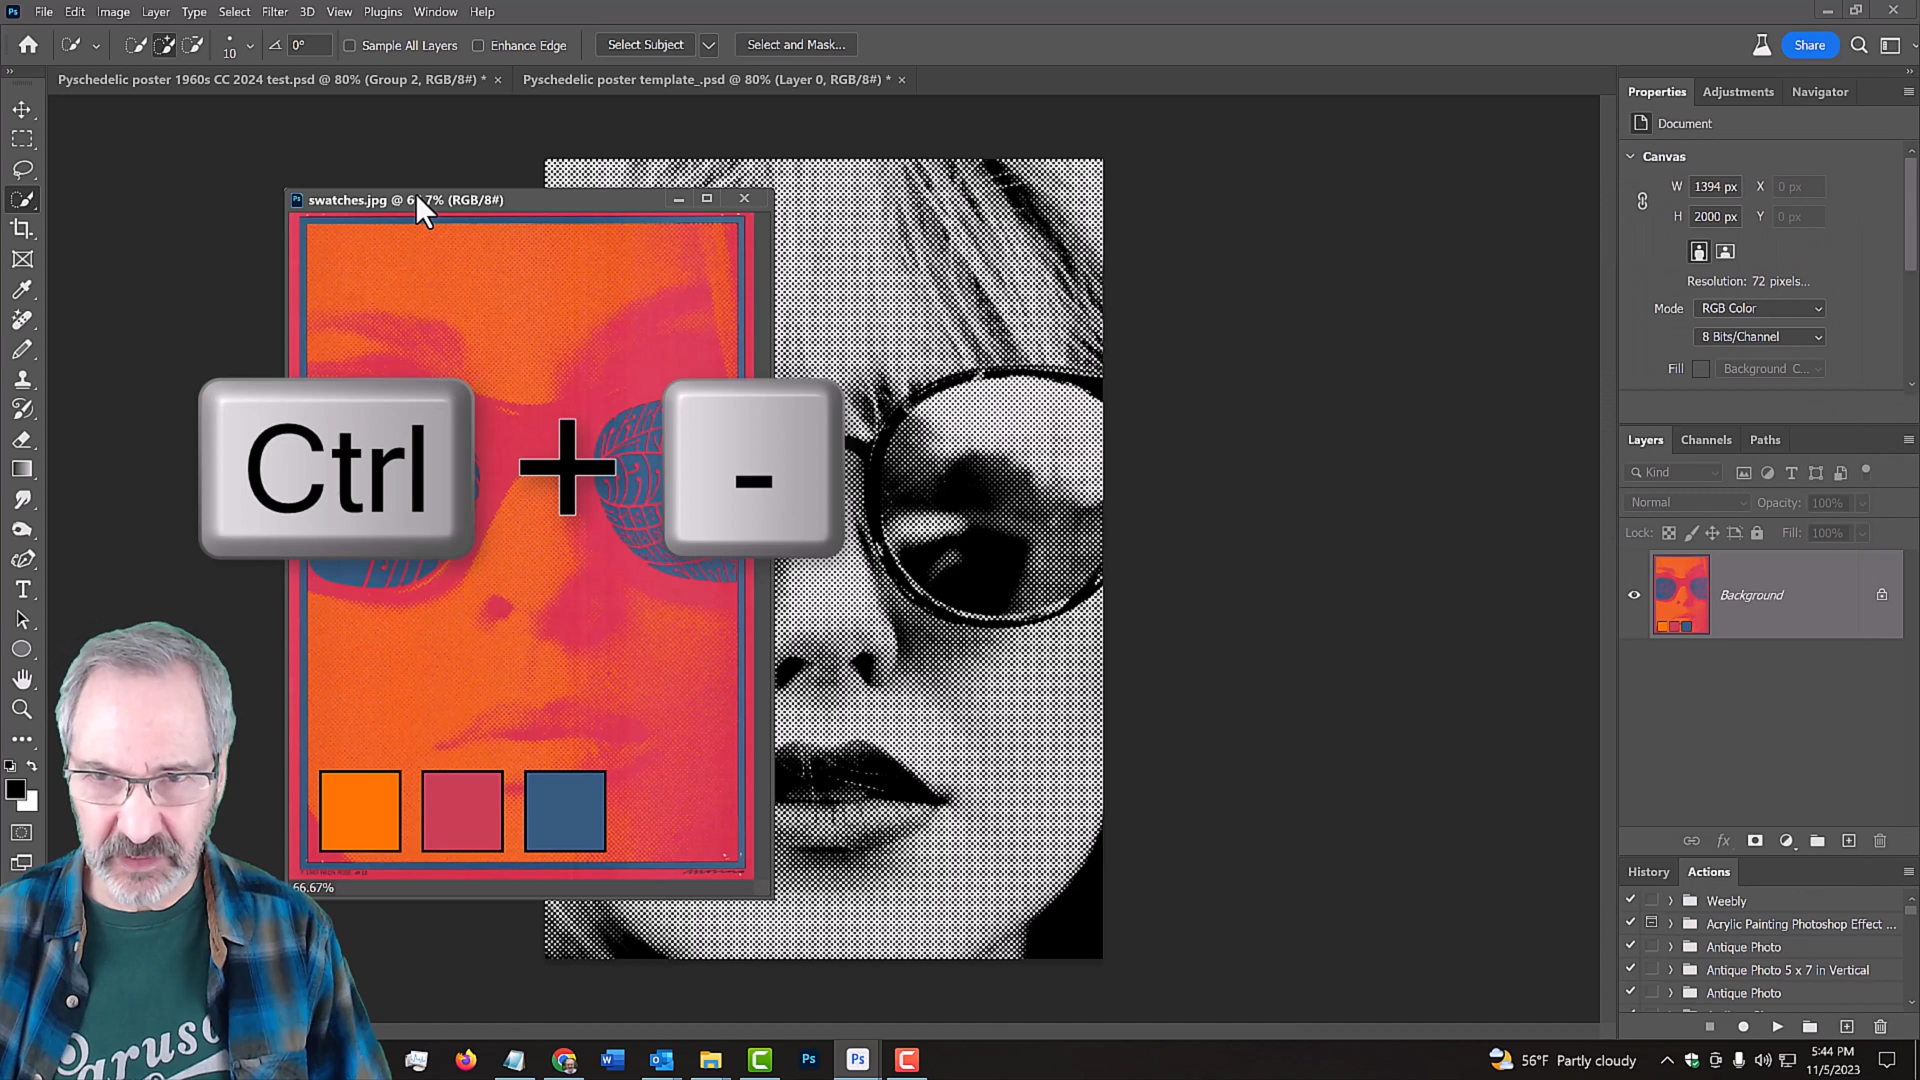 File Edit Image Layer Type Select Filter 3D View Plugins Window Help
10 0° Sample All Layers Enhance Edge Select Subject Select and Mask... Share
Pyschedelic poster 1960s CC 2024 test.psd @ 80% (Group 2, RGB/8#) * × Pyschedelic poster template_.psd @ 80% (Layer 0, RGB/8#) * ×
Properties Adjustments Navigator
Document
Canvas
W 1394 px X 0 px
H 2000 px Y 0 px
Resolution: 72 pixels...
Mode RGB Color
8 Bits/Channel
Fill Background C...
swatches.jpg @ 66.7% (RGB/8#)
Ctrl + -
66.67%
Layers Channels Paths
Kind
Normal Opacity: 100%
Lock: Fill: 100%
Background
fx
History Actions
Weebly
Acrylic Painting Photoshop Effect ...
Antique Photo
Antique Photo 5 x 7 in Vertical
Antique Photo
56°F Partly cloudy
5:44 PM
11/5/2023